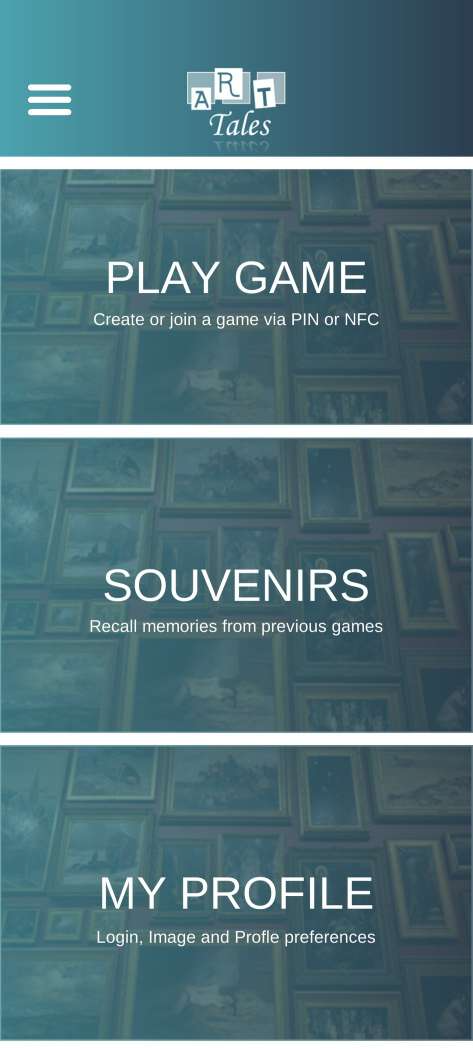 ART
Tales
PLAY GAME
Create or join a game via PIN or NFC
SOUVENIRS
Recall memories from previous games
MY PROFILE
Login, Image and Profle preferences